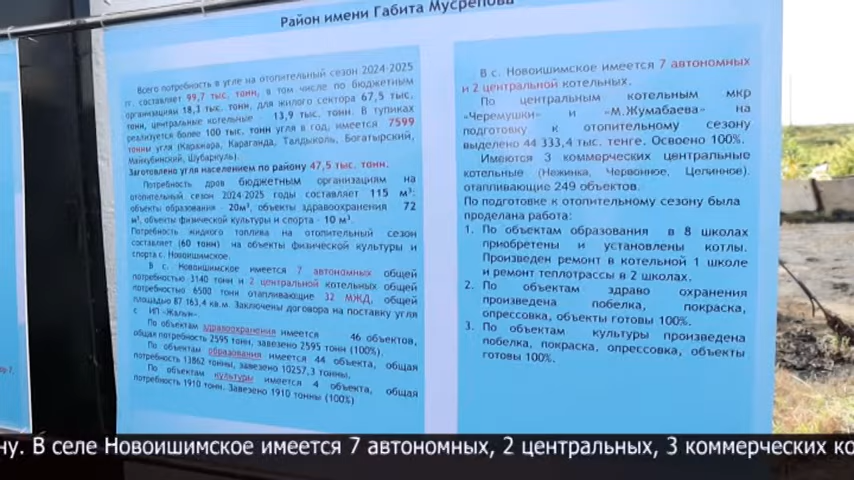 Район имени Габита Мусрепова
Всего потребность в угле на отопительный сезон 2024-2025
гг. составляет 99,7 тыс. тонн, в том числе по бюджетным
организациям 18,3 тыс. тонн, для жилого сектора 67,5 тыс.
тонн, центральные котельные - 13,9 тыс. тонн. В тупиках
реализуется более 100 тыс. тонн угля в год, имеется 7599
тонны угля (Каражара, Караганда, Талдыколь, Богатырский,
Майкубинский, Шубарколь).
Заготовлено угля населением по району 47,5 тыс. тонн.
Потребность дров бюджетным организациям на
отопительный сезон 2024-2025 годы составляет 115 м³:
объекты образования - 20м³, объекты здравоохранения 72
м³, объекты физической культуры и спорта - 10 м³.
Потребность жидкого топлива на отопительный сезон
составляет (60 тонн) на объекты физической культуры и
спорта с. Новоишимское.
В с. Новоишимское имеется 7 автономных общей
потребностью 3140 тонн и 2 центральной котельных общей
потребностью 6500 тонн отапливающие 32 МЖД, общей
площадью 87 163,4 кв.м. Заключены договора на поставку угля
с ИП «Жалын».
По объектам здравоохранения имеется 46 объектов,
общая потребность 2595 тонн, завезено 2595 тонн (100%).
По объектам образования имеется 44 объекта, общая
потребность 13862 тонны, завезено 10257,3 тонны.
По объектам культуры имеется 4 объекта, общая
потребность 1910 тонн. Завезено 1910 тонны (100%)
В с. Новоишимское имеется 7 автономных
и 2 центральной котельных.
По центральным котельным мкр
«Черемушки» и «М.Жумабаева» на
подготовку к отопительному сезону
выделено 44 333,4 тыс. тенге. Освоено 100%.
Имеются 3 коммерческих центральные
котельные (Нежинка, Червонное, Целинное),
отапливающие 249 объектов.
По подготовке к отопительному сезону была
проделана работа:
1. По объектам образования в 8 школах
приобретены и установлены котлы.
Произведен ремонт в котельной 1 школе
и ремонт теплотрассы в 2 школах.
2. По объектам здраво охранения
произведена побелка, покраска,
опрессовка, объекты готовы 100%.
3. По объектам культуры произведена
побелка, покраска, опрессовка, объекты
готовы 100%.
ну. В селе Новоишимское имеется 7 автономных, 2 центральных, 3 коммерческих ко